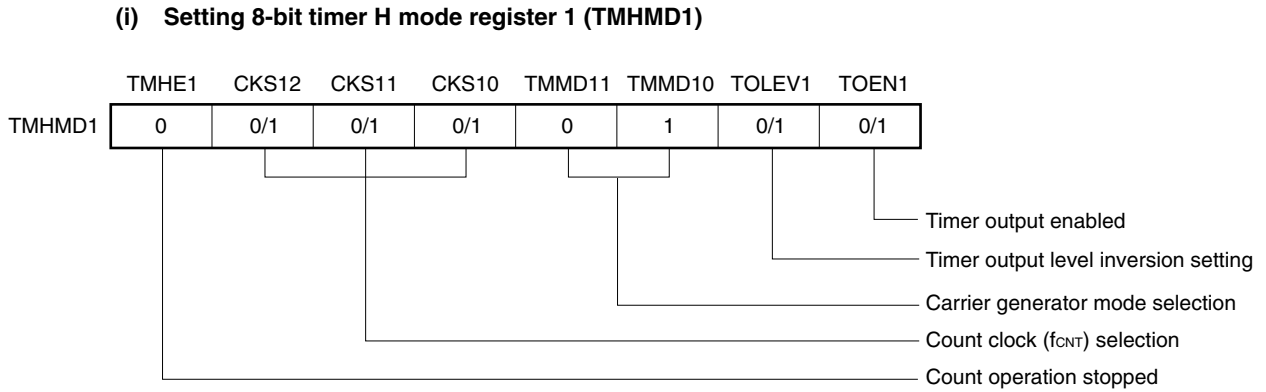 (i) Setting 8-bit timer H mode register 1 (TMHMD1)
TMHE1 CKS12 CKS11 CKS10 TMMD11 TMMD10 TOLEV1 TOEN1
TMHMD1 0 0/1 0/1 0/1 0 1 0/1 0/1
Timer output enabled
Timer output level inversion setting
Carrier generator mode selection
Count clock (fCNT) selection
Count operation stopped